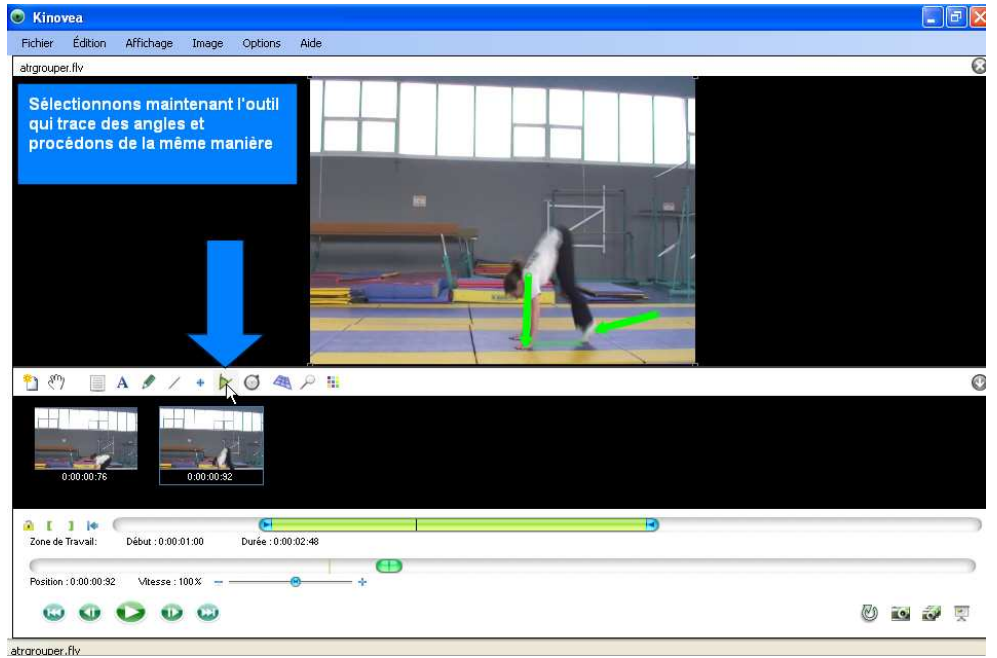 Kinovea
Fichier Édition Affichage Image Options Aide
atrgrouper.flv
Sélectionnons maintenant l'outil
qui trace des angles et
procédons de la même manière
A
0:00:00:76 0:00:00:92
Zone de Travail: Début : 0:00:01:00 Durée : 0:00:02:48
Position : 0:00:00:92 Vitesse : 100%
atrgrouper.flv